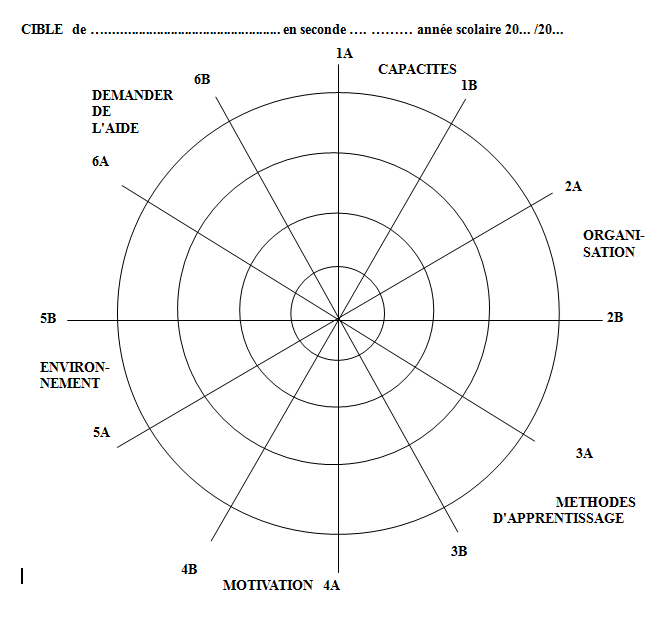 CIBLE de …................................................. en seconde …. ……… année scolaire 20… /20…
1A
CAPACITES
6B
1B
DEMANDER
DE
L'AIDE
6A
2A
ORGANI-
SATION
5B
2B
ENVIRON-
NEMENT
5A
3A
METHODES
D'APPRENTISSAGE
3B
4B
MOTIVATION 4A